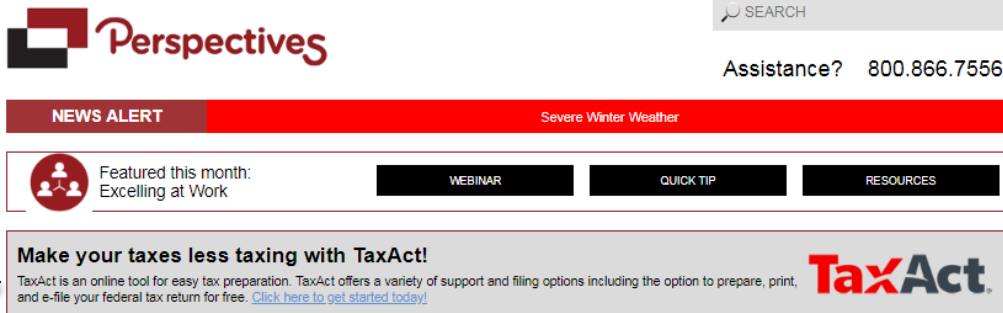 Perspectives
SEARCH
Assistance? 800.866.7556
NEWS ALERT
Severe Winter Weather
Featured this month:
Excelling at Work
WEBINAR
QUICK TIP
RESOURCES
Make your taxes less taxing with TaxAct!
TaxAct is an online tool for easy tax preparation. TaxAct offers a variety of support and filing options including the option to prepare, print,
and e-file your federal tax return for free. Click here to get started today!
TaxAct.